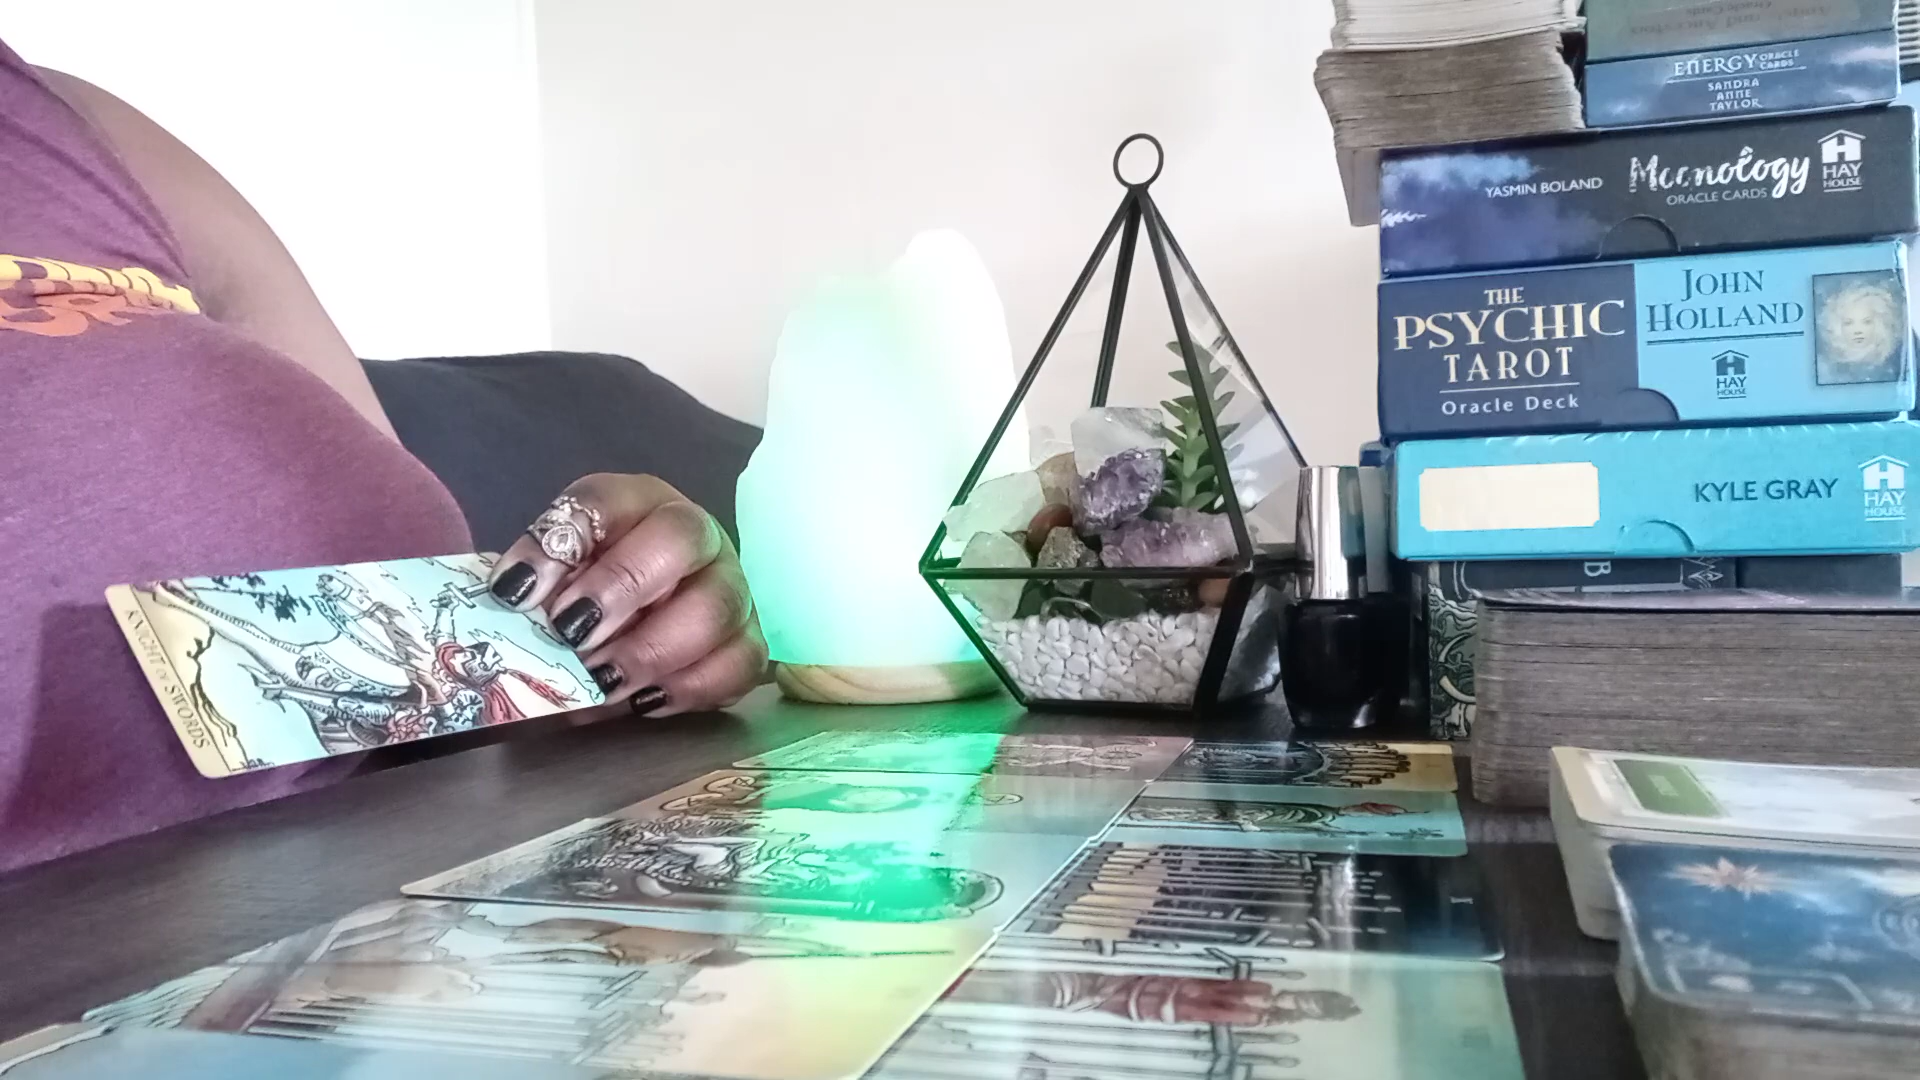 ENERGY ORACLE CARDS
SANDRA
ANNE
TAYLOR
YASMIN BOLAND
Moonology
ORACLE CARDS
HAY
HOUSE
THE
PSYCHIC
TAROT
Oracle Deck
JOHN
HOLLAND
HAY
HOUSE
KYLE GRAY
HAY
HOUSE
B
KNIGHT OF SWORDS